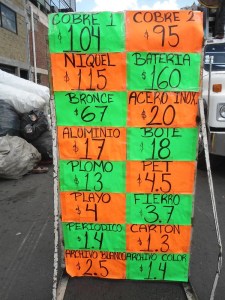 COBRE 1 COBRE 2
$104 $95
NIQUEL BATERIA
$115 $160
BRONCE ACERO INOX
$67 $20
ALOMINIO BOTE
$17 $18
PLOMO PET
$13 $4.5
PLAYO FIERRO
$4 $3.7
PERIODICO CARTON
$1.4 $1.3
ARCHIVO BLANCO ARCHIVO COLOR
$2.5 $1.4